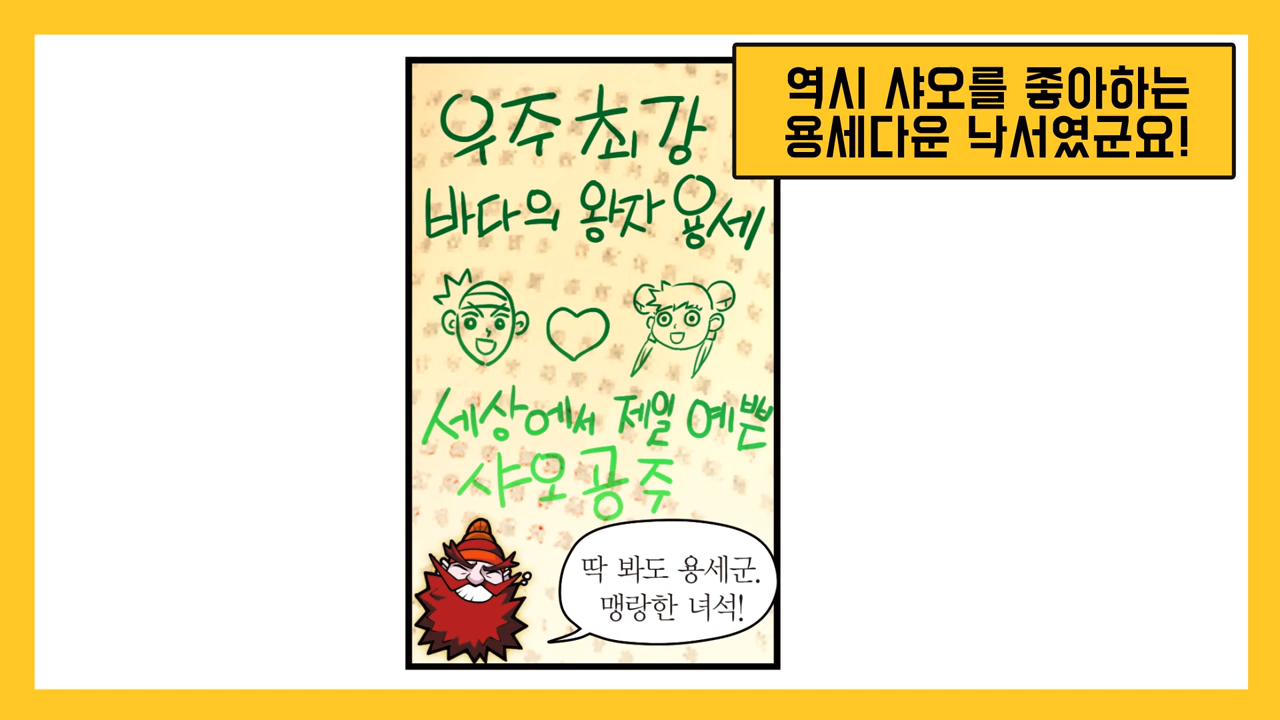 역시 샤오를 좋아하는
용세다운 낙서였군요!
우주 최강
바다의 왕자 용세
세상에서 제일 예쁜
샤오 공주
딱 봐도 용세군.
맹랑한 녀석!